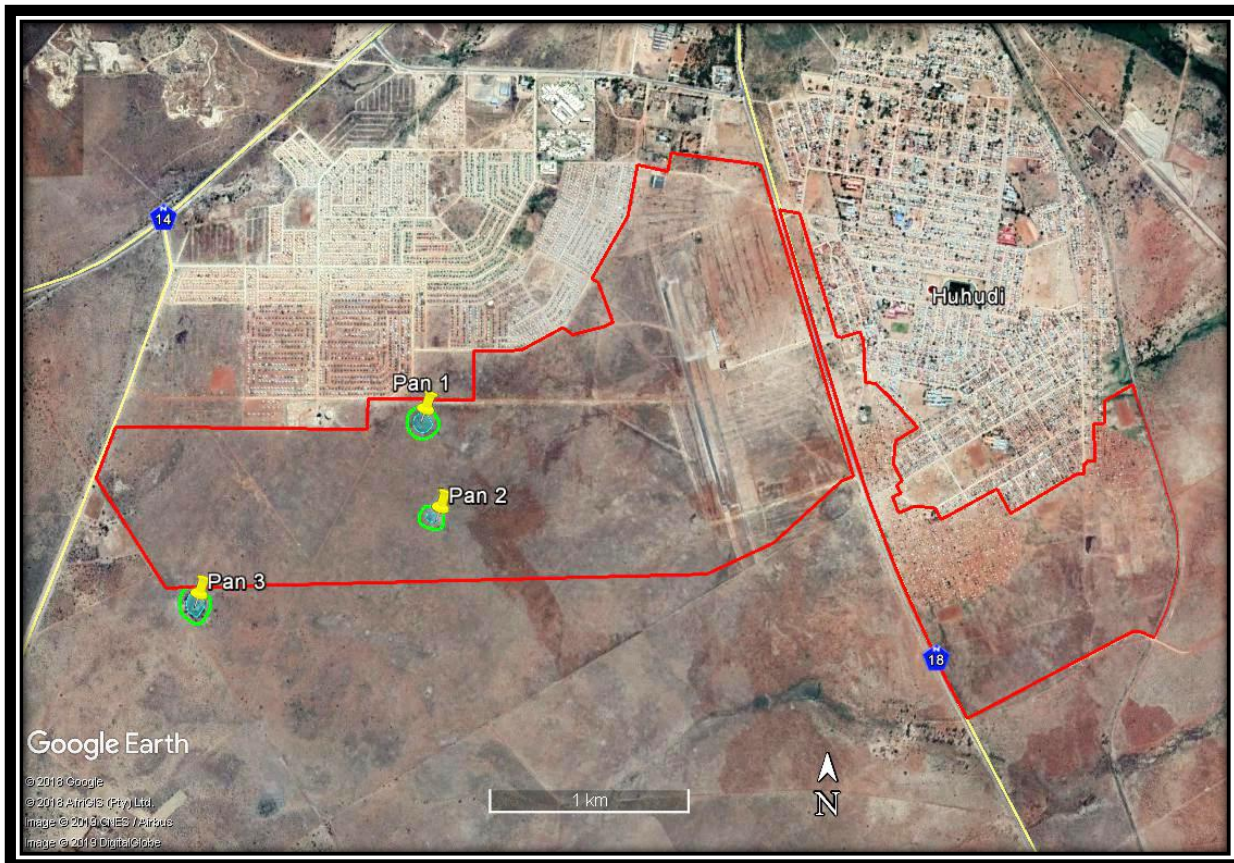 N
14
Huhudi
Pan 1
Pan 2
Pan 3
N
18
Google Earth
© 2018 Google
© 2018 AfriGIS (Pty) Ltd.
Image © 2019 CNES / Airbus
Image © 2019 DigitalGlobe
1 km
N